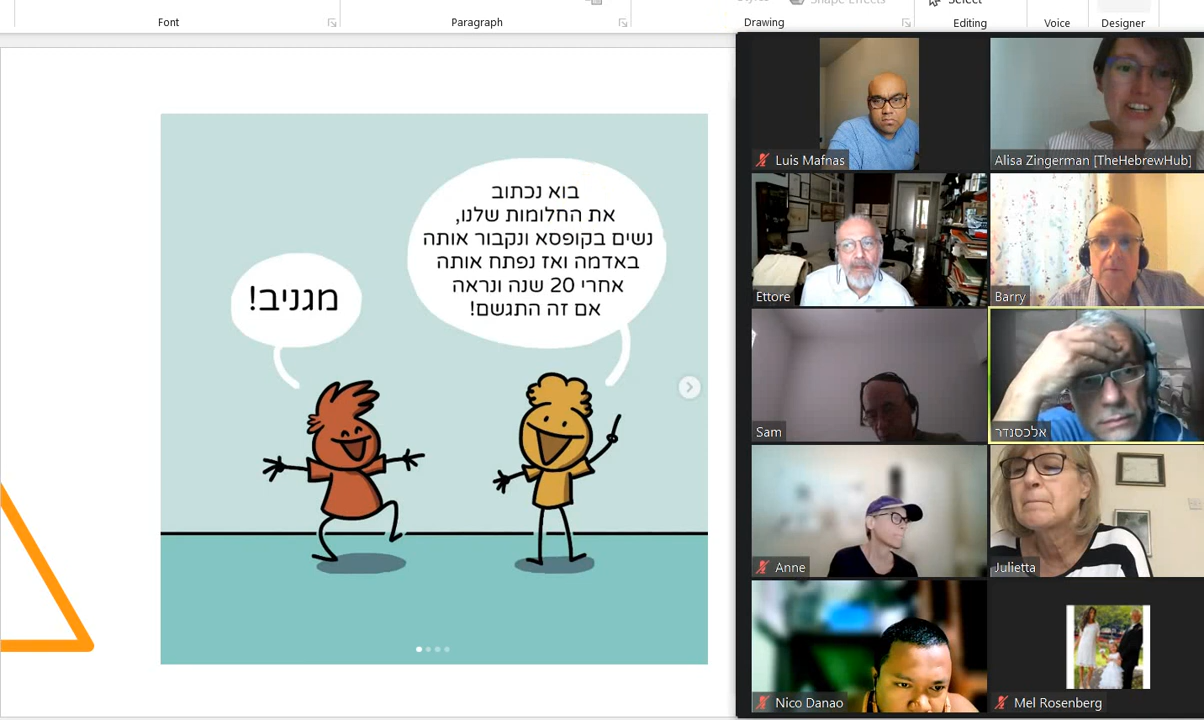 Font
Paragraph
Drawing
Editing
Voice
Designer
Shape Effects
Select
בוא נכתוב
את החלומות שלנו,
נשים בקופסא ונקבור אותה
באדמה ואז נפתח אותה
אחרי 20 שנה ונראה
אם זה התגשם!
מגניב!
Luis Mafnas
Alisa Zingerman [TheHebrewHub]
Ettore
Barry
Sam
אלכסנדר
Anne
Julietta
Nico Danao
Mel Rosenberg